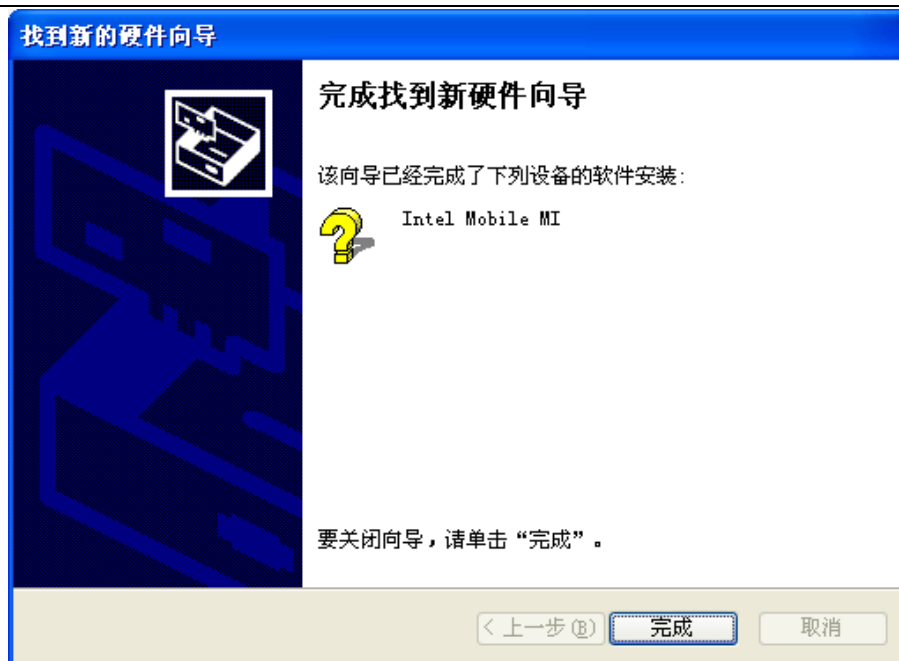 找到新的硬件向导
完成找到新硬件向导
该向导已经完成了下列设备的软件安装:
Intel Mobile MI
要关闭向导，请单击“完成”。
< 上一步(B) 完成 取消